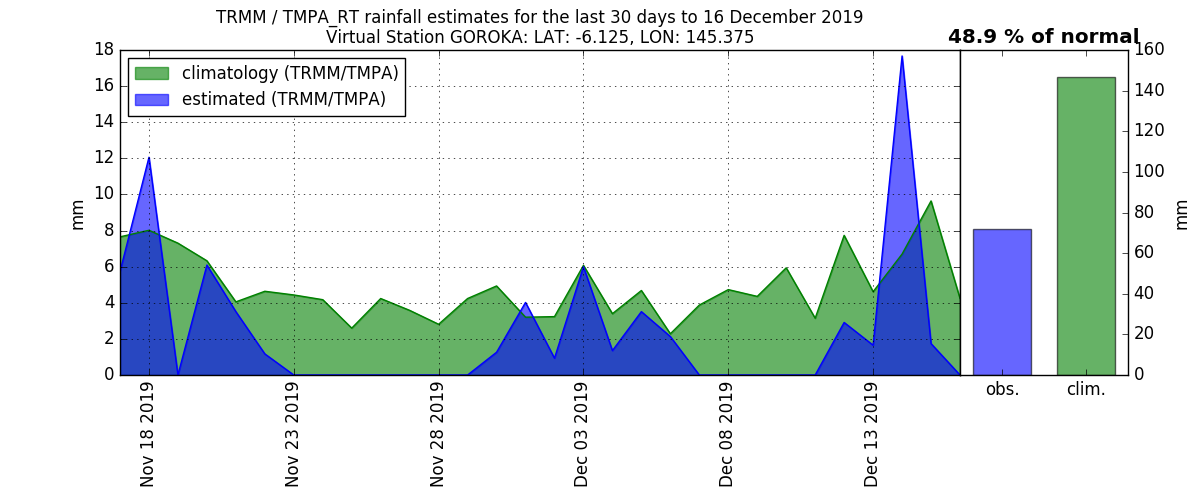 TRMM / TMPA_RT rainfall estimates for the last 30 days to 16 December 2019
Virtual Station GOROKA: LAT: -6.125, LON: 145.375
48.9 % of normal
climatology (TRMM/TMPA)
estimated (TRMM/TMPA)
mm
18
16
14
12
10
8
6
4
2
0
Nov 18 2019
Nov 23 2019
Nov 28 2019
Dec 03 2019
Dec 08 2019
Dec 13 2019
160
140
120
100
80
60
40
20
0
mm
obs.
clim.